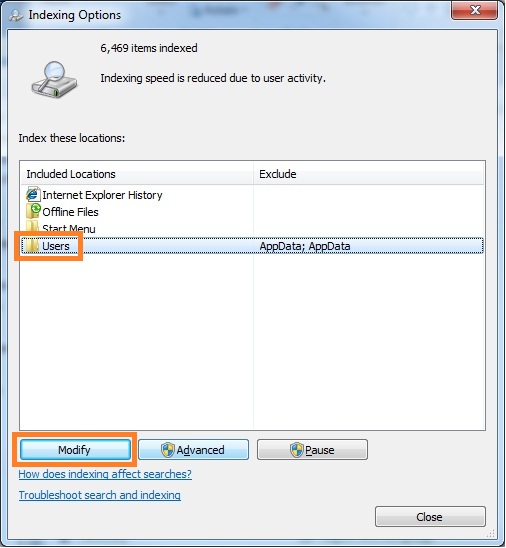 Indexing Options
6,469 items indexed
Indexing speed is reduced due to user activity.
Index these locations:
Included Locations Exclude
Internet Explorer History
Offline Files
Start Menu
Users AppData; AppData
Modify Advanced Pause
How does indexing affect searches?
Troubleshoot search and indexing
Close